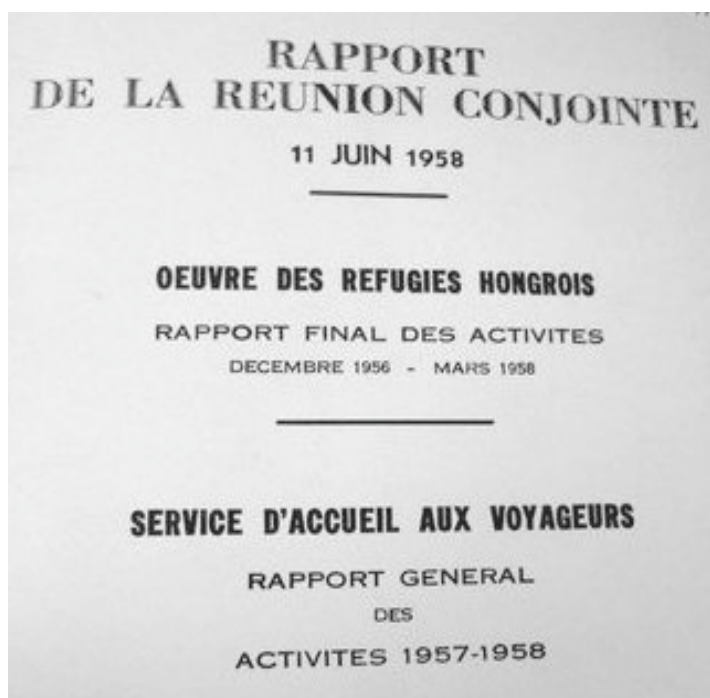 RAPPORT
DE LA REUNION CONJOINTE
11 JUIN 1958
OEUVRE DES REFUGIES HONGROIS
RAPPORT FINAL DES ACTIVITES
DECEMBRE 1956 - MARS 1958
SERVICE D'ACCUEIL AUX VOYAGEURS
RAPPORT GENERAL
DES
ACTIVITES 1957-1958